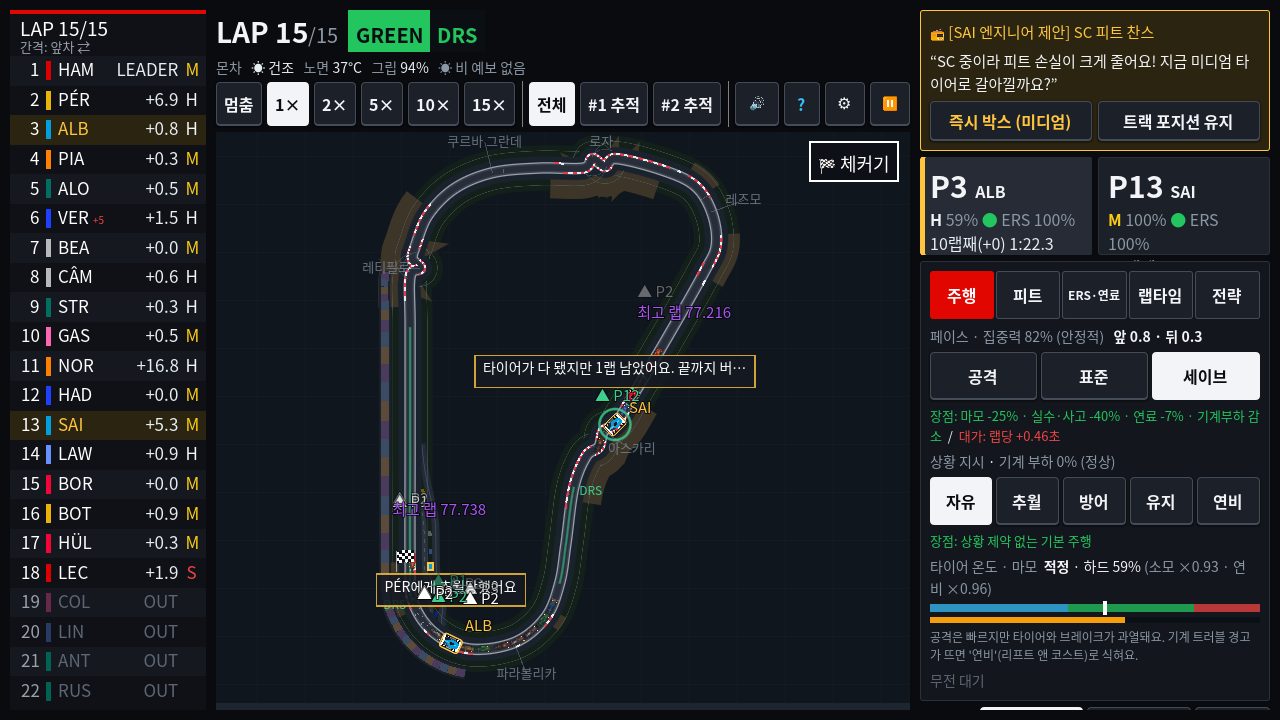 LAP 15/15
간격: 앞차 ⇄
1 HAM LEADER M
2 PÉR +6.9 H
3 ALB +0.8 H
4 PIA +0.3 M
5 ALO +0.5 M
6 VER +5 +1.5 H
7 BEA +0.0 M
8 CÂM +0.6 H
9 STR +0.3 H
10 GAS +0.5 M
11 NOR +16.8 H
12 HAD +0.0 M
13 SAI +5.3 M
14 LAW +0.9 H
15 BOR +0.0 M
16 BOT +0.9 M
17 HÜL +0.3 M
18 LEC +1.9 S
19 COL OUT
20 LIN OUT
21 ANT OUT
22 RUS OUT
LAP 15/15 GREEN DRS
몬차 ☀ 건조 노면 37°C 그립 94% ☀ 비 예보 없음
멈춤 1× 2× 5× 10× 15× 전체 #1 추적 #2 추적 ?
쿠르바 그란데
체커기
레즈모
P2
최고 랩 77.216
타이어가 다 됐지만 1랩 남았어요. 끝까지 버…
SAI
아스카리
DRS
P1
최고 랩 77.738
P2
P2
ALB
파라볼리카
[SAI 엔지니어 제안] SC 피트 찬스
“SC 중이라 피트 손실이 크게 줄어요! 지금 미디엄 타
이어로 갈아낄까요?”
즉시 박스 (미디엄) 트랙 포지션 유지
P3 ALB
H 59% ERS 100%
10랩째(+0) 1:22.3
P13 SAI
M 100% ERS
100%
주행 피트 ERS·연료 랩타임 전략
페이스 · 집중력 82% (안정적) 앞 0.8 · 뒤 0.3
공격 표준 세이브
장점: 마모 -25% · 실수·사고 -40% · 연료 -7% · 기계부하 감
소 / 대가: 랩당 +0.46초
상황 지시 · 기계 부하 0% (정상)
자유 추월 방어 유지 연비
장점: 상황 제약 없는 기본 주행
타이어 온도 · 마모 적정 · 하드 59% (소모 ×0.93 · 연
비 ×0.96)
공격은 빠르지만 타이어와 브레이크가 과열돼요. 기계 트러블 경고
가 뜨면 '연비'(리프트 앤 코스트)로 식혀요.
무전 대기